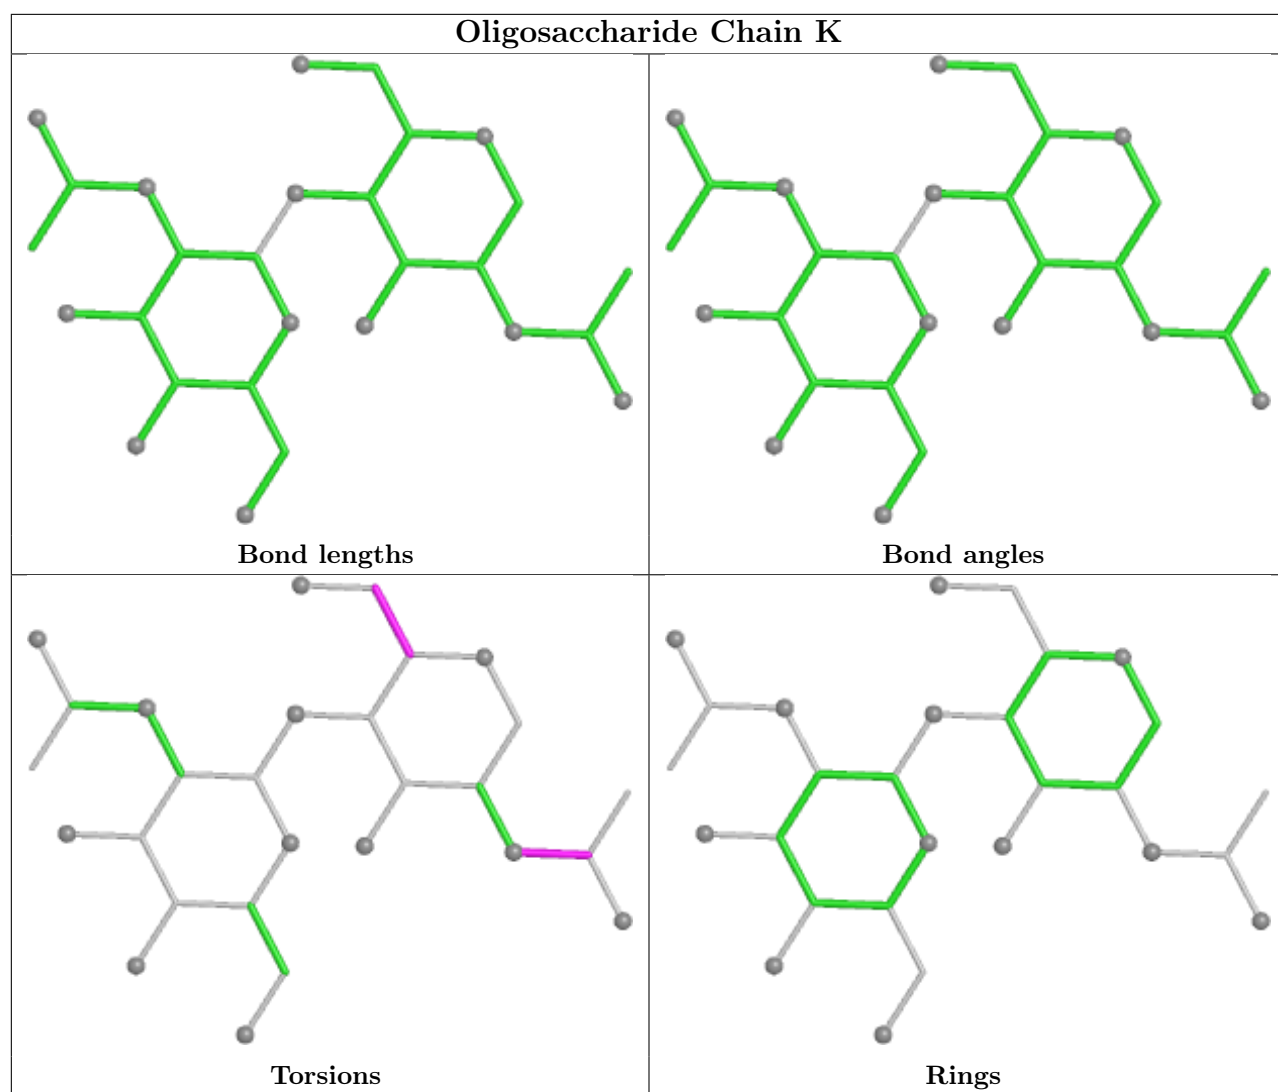 Oligosaccharide Chain K
Bond lengths
Bond angles
Torsions
Rings